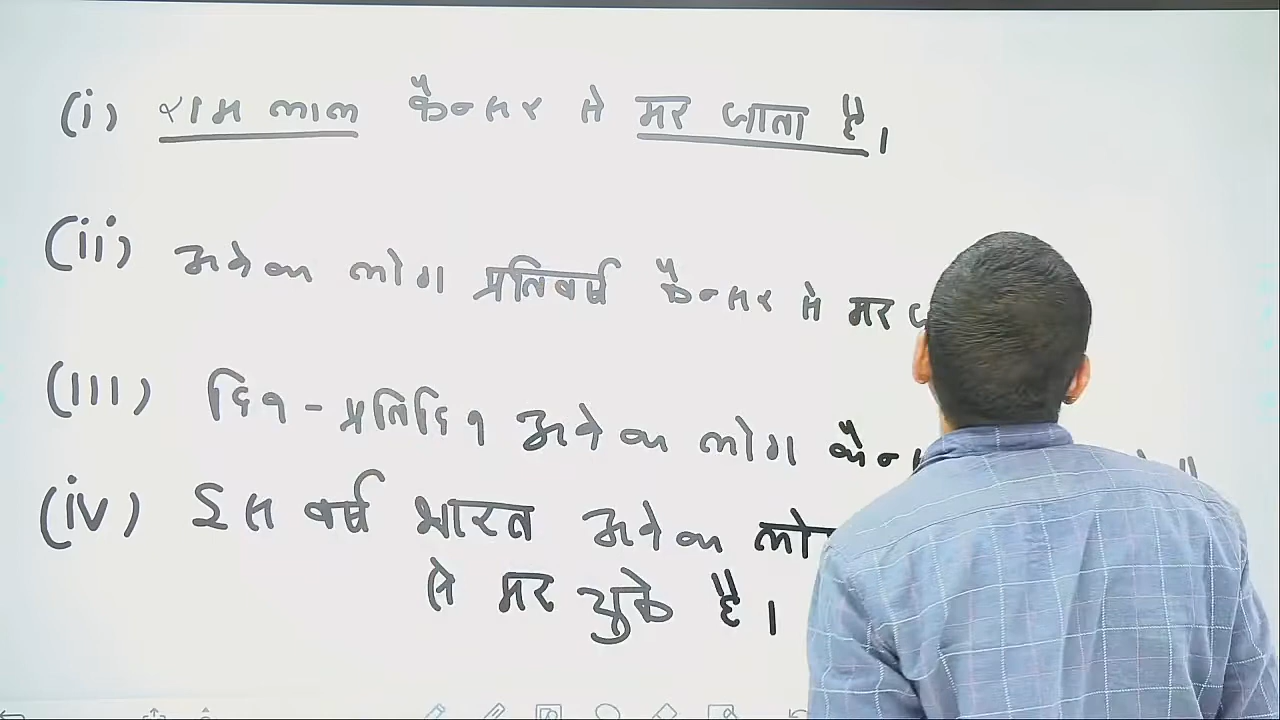 (i) राम लाल कैन्सर से मर जाता है।
(ii) अनेक लोग प्रतिवर्ष कैन्सर से मर
(iii) दिन-प्रतिदिन अनेक लोग
(iv) इस वर्ष भारत अनेक
से मर चुके हैं।